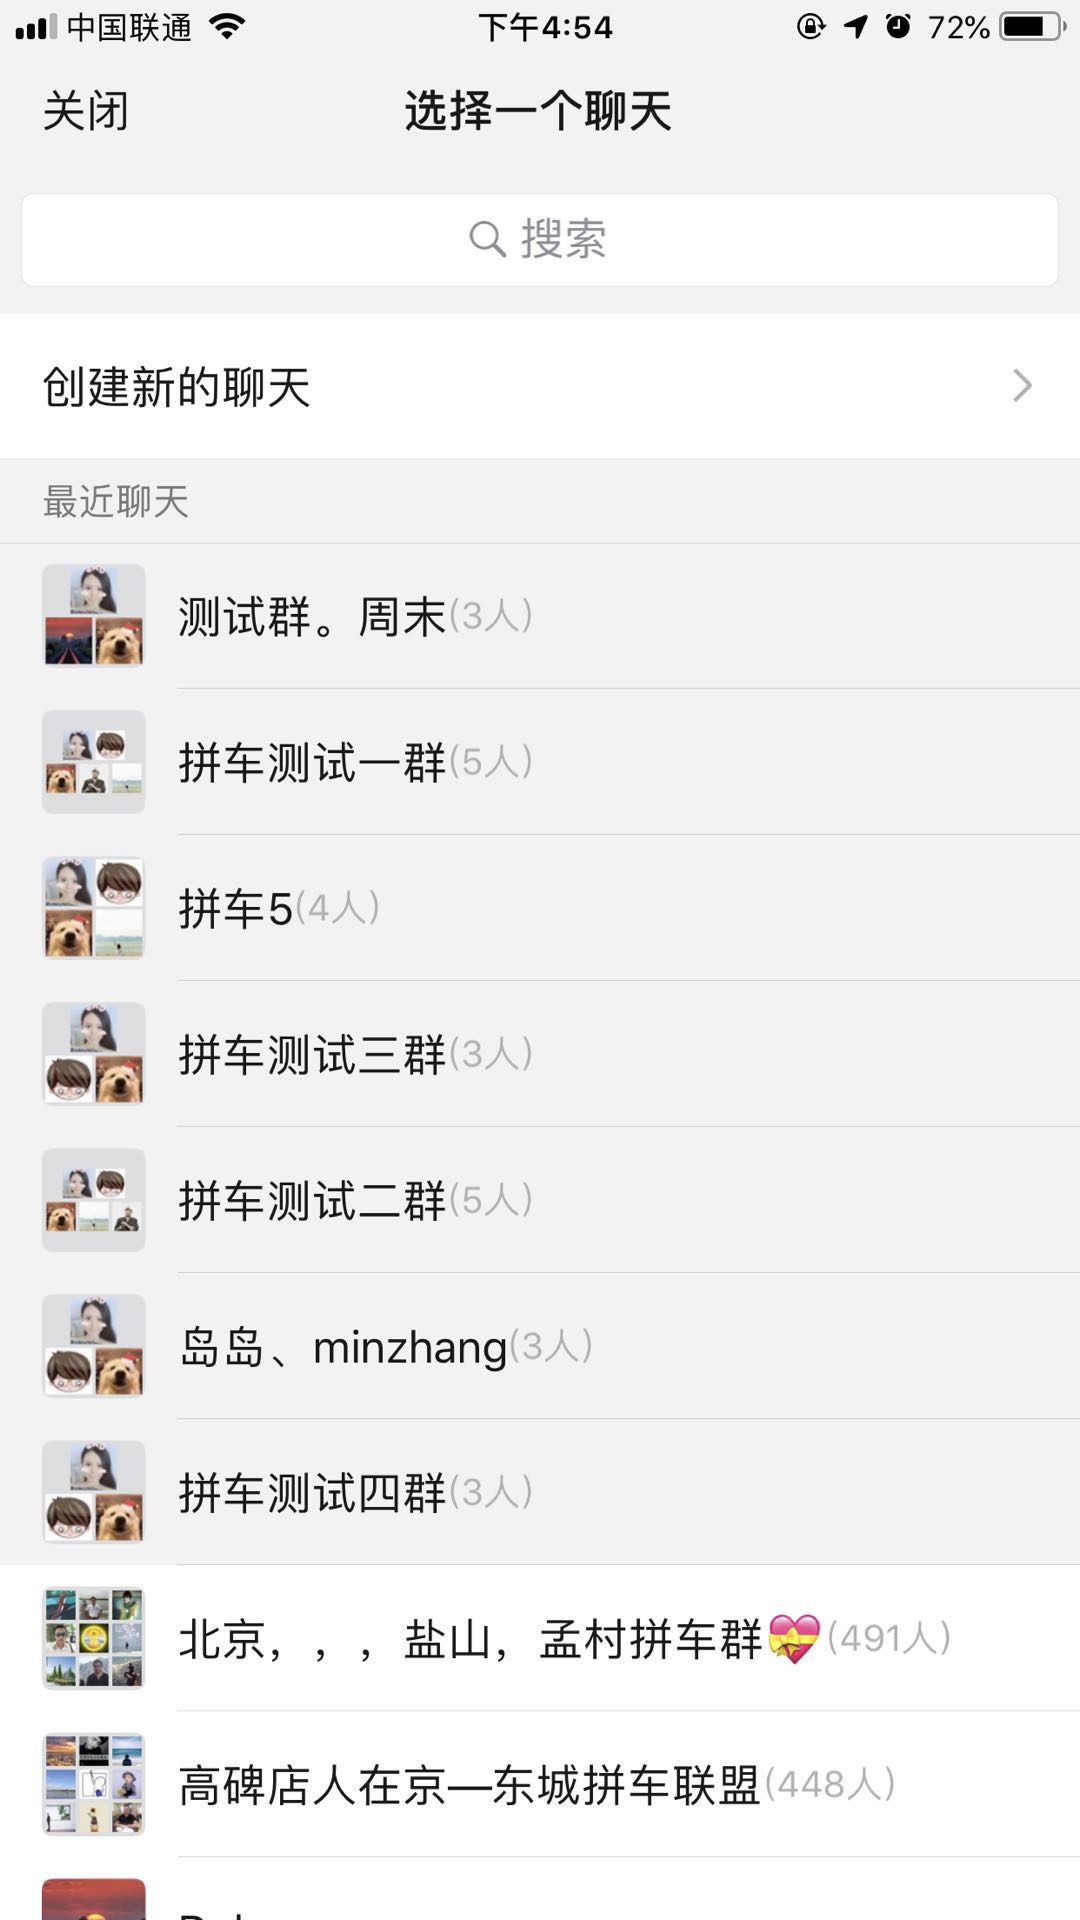 中国联通 下午4:54 72%
关闭 选择一个聊天
搜索
创建新的聊天
最近聊天
测试群。周末(3人)
拼车测试一群(5人)
拼车5(4人)
拼车测试三群(3人)
拼车测试二群(5人)
岛岛、minzhang(3人)
拼车测试四群(3人)
北京，，，盐山，孟村拼车群💝(491人)
高碑店人在京—东城拼车联盟(448人)